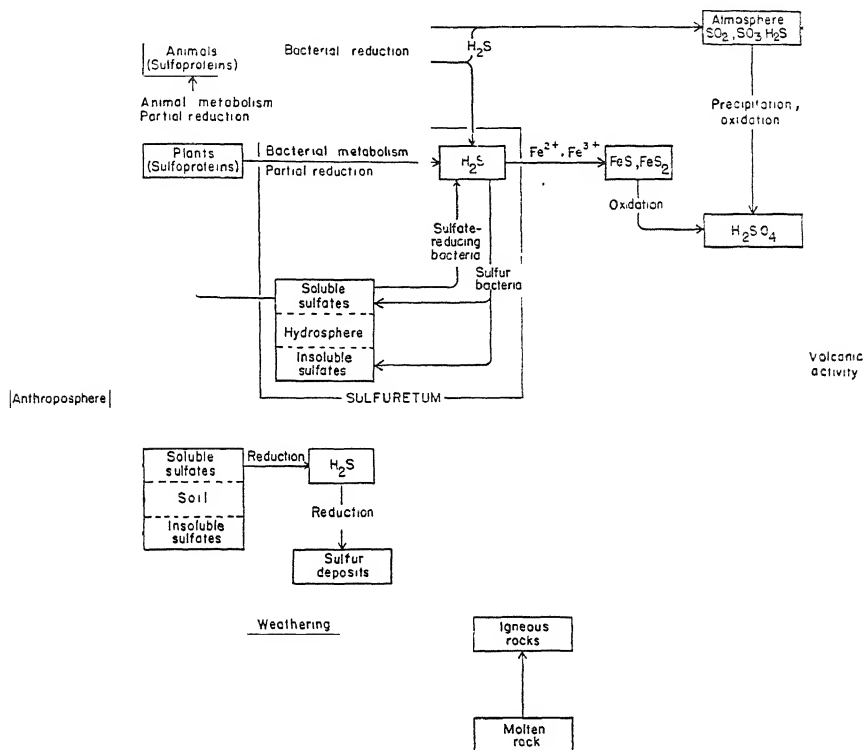 Atmosphere
SO2, SO3 H2S
H2S
Animals
(Sulfoproteins)
Bacterial reduction
Animal metabolism
Partial reduction
Precipitation,
oxidation
Plants
(Sulfoproteins)
Bacterial metabolism
Partial reduction
H2S
Fe2+, Fe3+
FeS, FeS2
Oxidation
H2SO4
Sulfate-
reducing
bacteria
Sulfur
bacteria
Soluble
sulfates
Hydrosphere
Insoluble
sulfates
SULFURETUM
Volcanic
activity
Anthroposphere
Soluble
sulfates
Soil
Insoluble
sulfates
Reduction
H2S
Reduction
Sulfur
deposits
Weathering
Igneous
rocks
Molten
rock